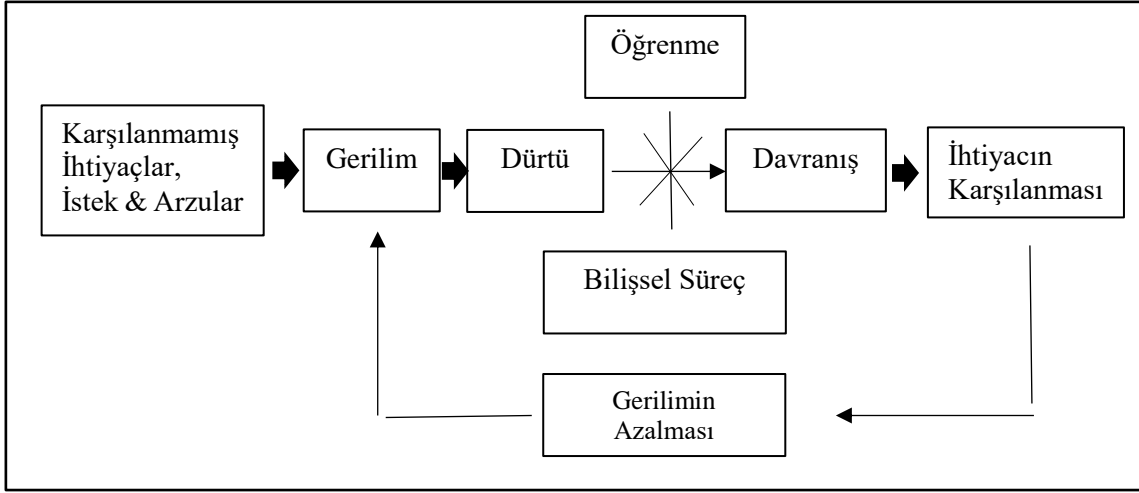 Öğrenme
Karşılanmamış
İhtiyaçlar,
İstek & Arzular
Gerilim
Dürtü
Davranış
İhtiyacın
Karşılanması
Bilişsel Süreç
Gerilimin
Azalması